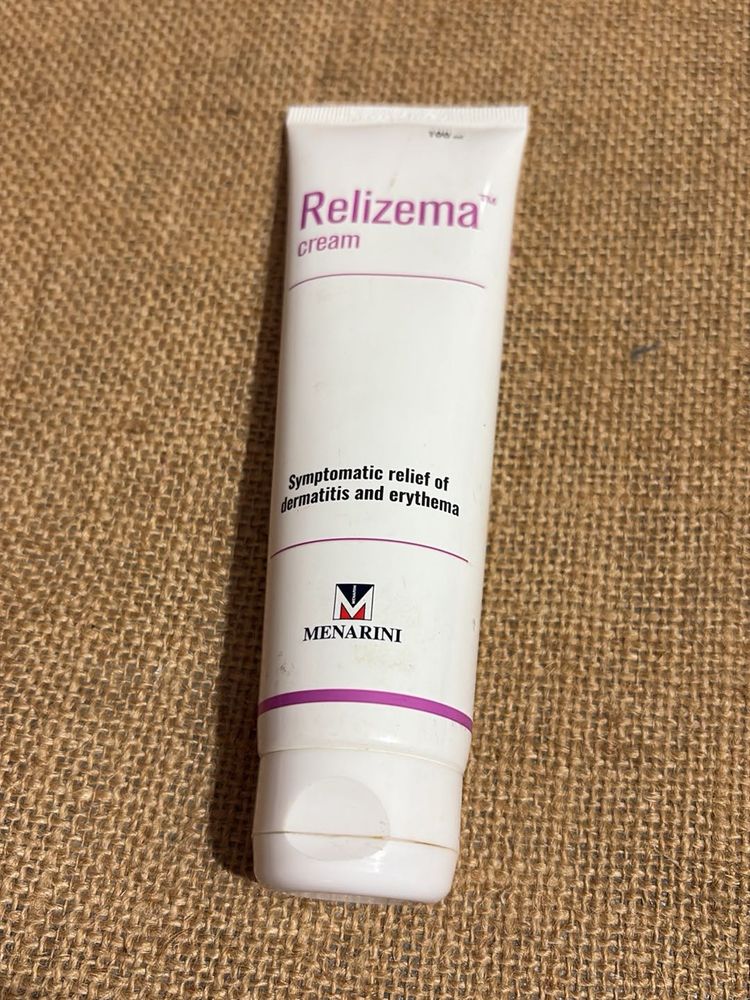 Relizema™
cream
Symptomatic relief of
dermatitis and erythema
MENARINI